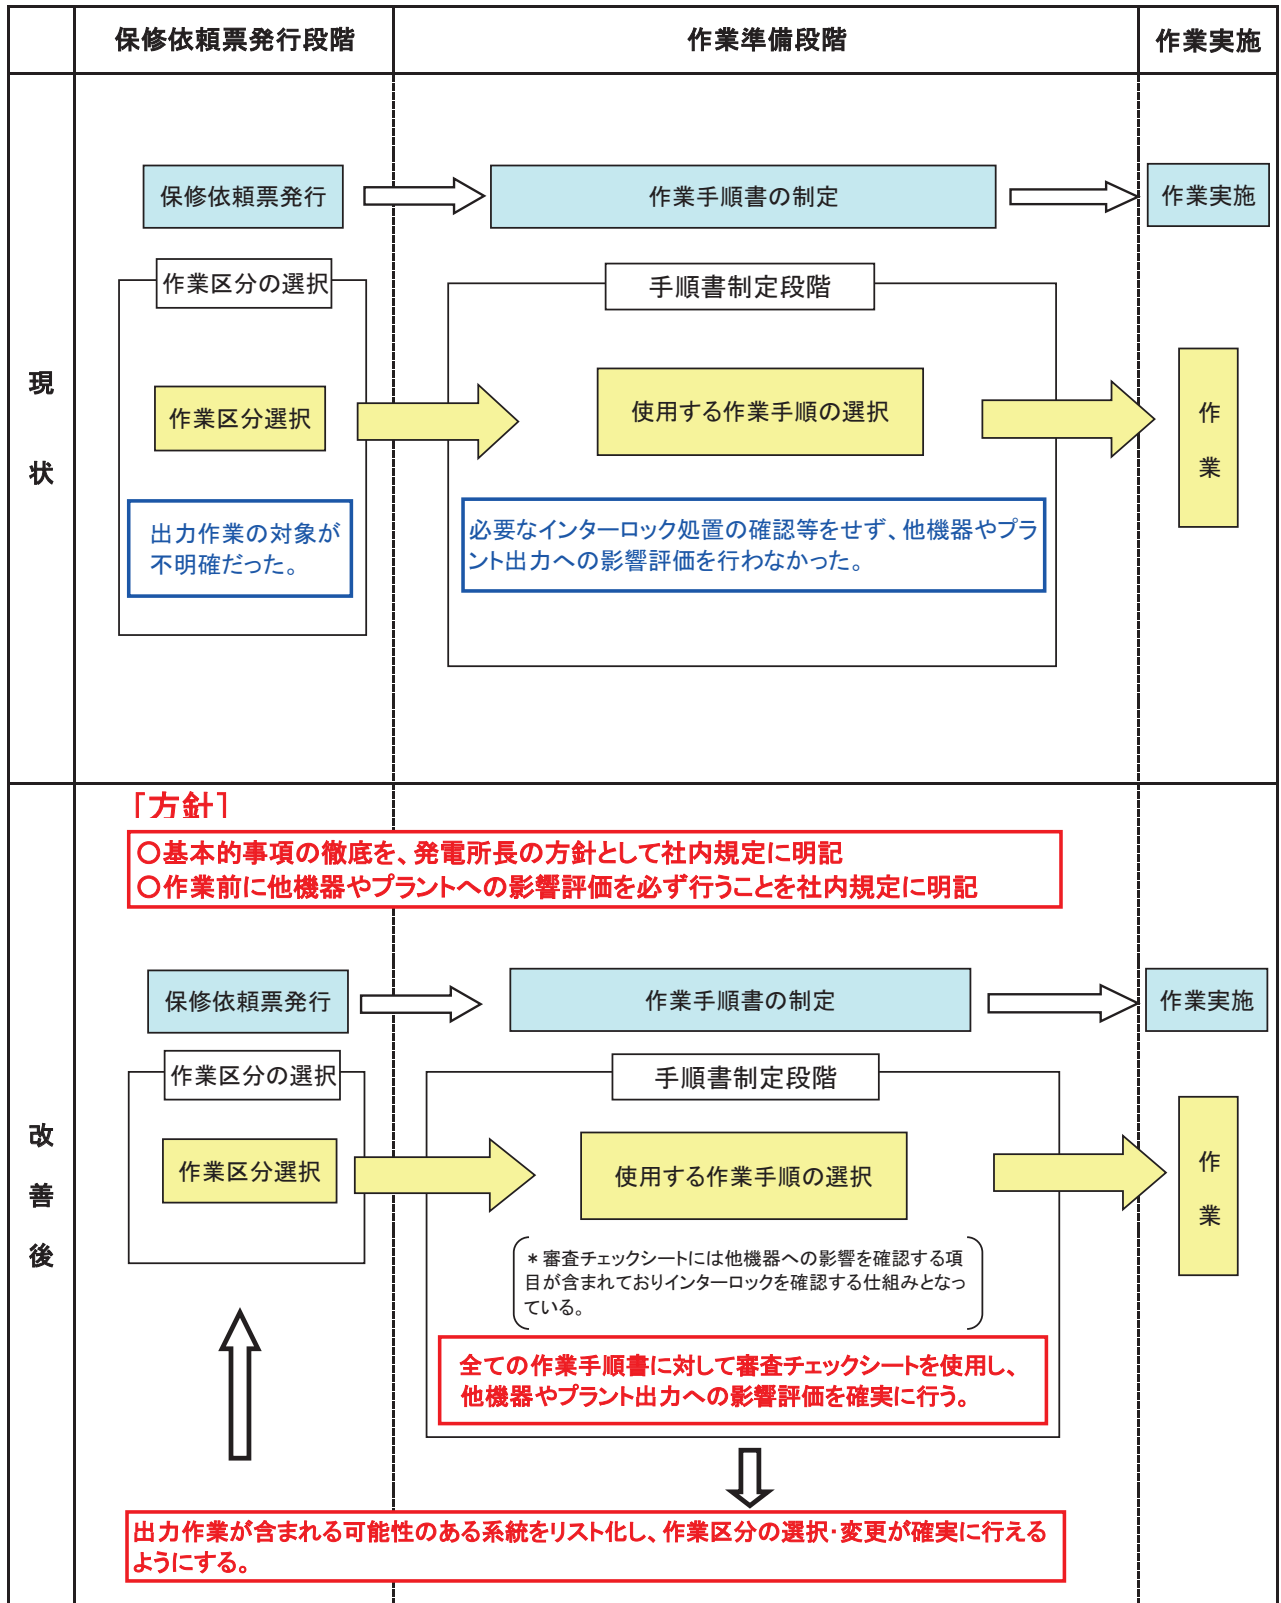 保修依頼票発行段階
作業準備段階
作業実施
現
状
保修依頼票発行
作業手順書の制定
作業実施
作業区分の選択
手順書制定段階
作業区分選択
使用する作業手順の選択
作
業
出力作業の対象が
不明確だった。
必要なインターロック処置の確認等をせず、他機器やプラ
ント出力への影響評価を行わなかった。
改
善
後
「方針」
○基本的事項の徹底を、発電所長の方針として社内規定に明記
○作業前に他機器やプラントへの影響評価を必ず行うことを社内規定に明記
保修依頼票発行
作業手順書の制定
作業実施
作業区分の選択
手順書制定段階
作業区分選択
使用する作業手順の選択
作
業
＊審査チェックシートには他機器への影響を確認する項
目が含まれておりインターロックを確認する仕組みとなっ
ている。
全ての作業手順書に対して審査チェックシートを使用し、
他機器やプラント出力への影響評価を確実に行う。
出力作業が含まれる可能性のある系統をリスト化し、作業区分の選択・変更が確実に行える
ようにする。